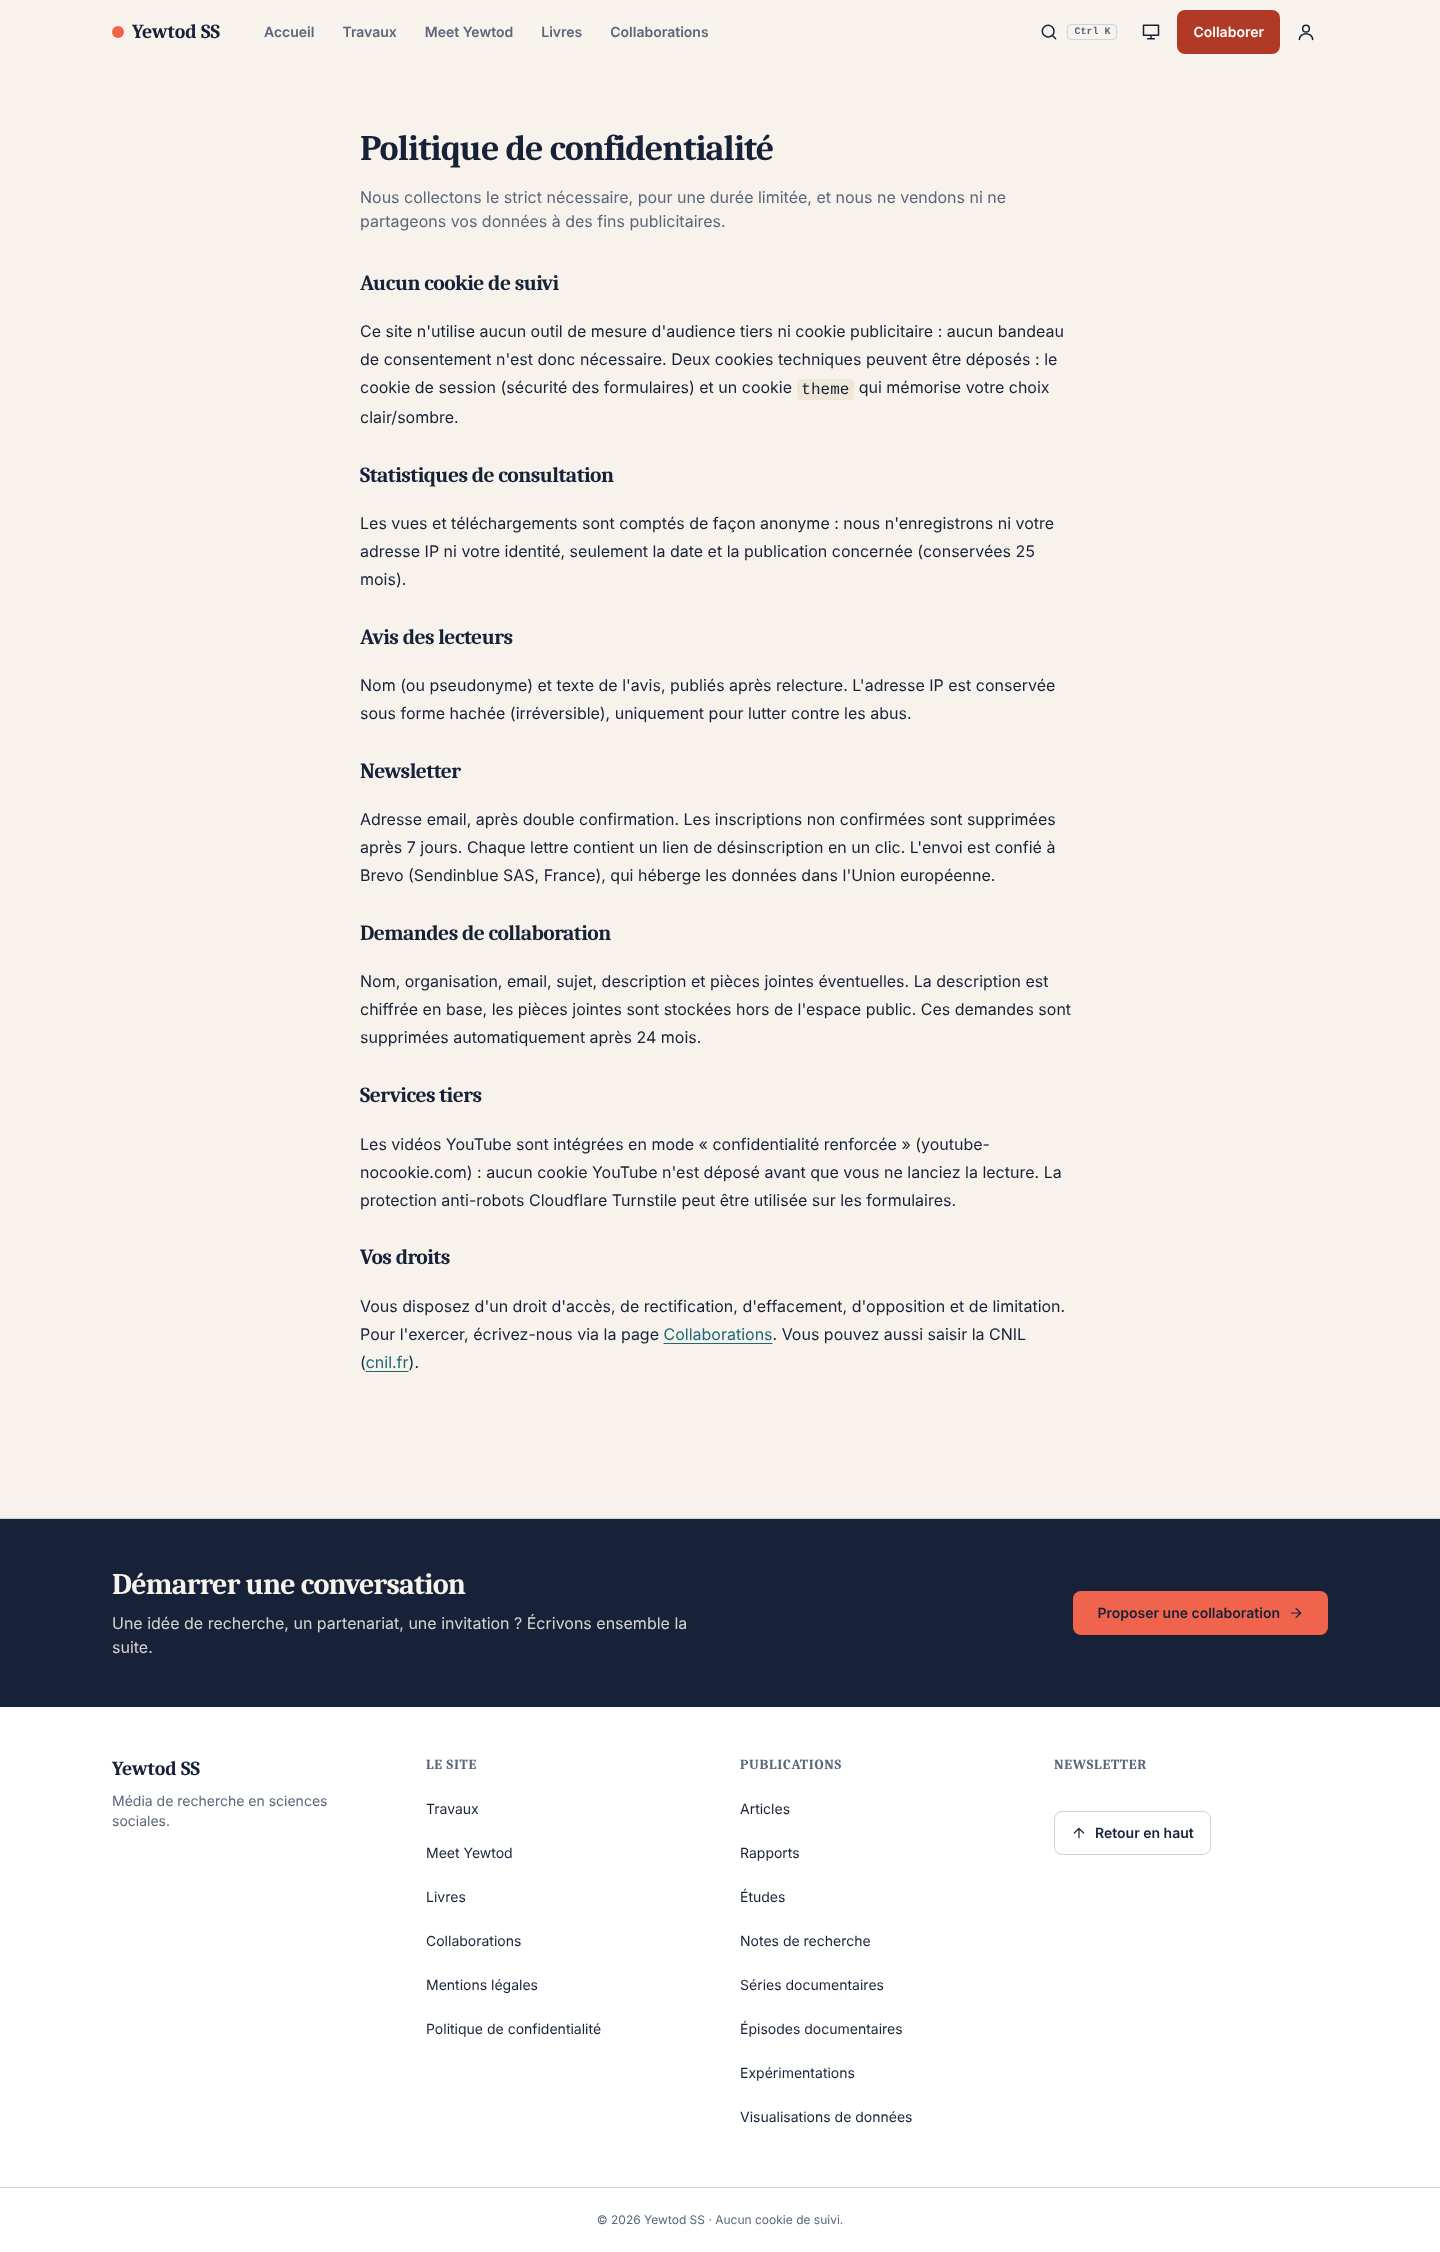 Yewtod SS
Accueil
Travaux
Meet Yewtod
Livres
Collaborations
Ctrl K
Collaborer
Politique de confidentialité
Nous collectons le strict nécessaire, pour une durée limitée, et nous ne vendons ni ne
partageons vos données à des fins publicitaires.
Aucun cookie de suivi
Ce site n'utilise aucun outil de mesure d'audience tiers ni cookie publicitaire : aucun bandeau
de consentement n'est donc nécessaire. Deux cookies techniques peuvent être déposés : le
cookie de session (sécurité des formulaires) et un cookie theme qui mémorise votre choix
clair/sombre.
Statistiques de consultation
Les vues et téléchargements sont comptés de façon anonyme : nous n'enregistrons ni votre
adresse IP ni votre identité, seulement la date et la publication concernée (conservées 25
mois).
Avis des lecteurs
Nom (ou pseudonyme) et texte de l'avis, publiés après relecture. L'adresse IP est conservée
sous forme hachée (irréversible), uniquement pour lutter contre les abus.
Newsletter
Adresse email, après double confirmation. Les inscriptions non confirmées sont supprimées
après 7 jours. Chaque lettre contient un lien de désinscription en un clic. L'envoi est confié à
Brevo (Sendinblue SAS, France), qui héberge les données dans l'Union européenne.
Demandes de collaboration
Nom, organisation, email, sujet, description et pièces jointes éventuelles. La description est
chiffrée en base, les pièces jointes sont stockées hors de l'espace public. Ces demandes sont
supprimées automatiquement après 24 mois.
Services tiers
Les vidéos YouTube sont intégrées en mode « confidentialité renforcée » (youtube-
nocookie.com) : aucun cookie YouTube n'est déposé avant que vous ne lanciez la lecture. La
protection anti-robots Cloudflare Turnstile peut être utilisée sur les formulaires.
Vos droits
Vous disposez d'un droit d'accès, de rectification, d'effacement, d'opposition et de limitation.
Pour l'exercer, écrivez-nous via la page Collaborations. Vous pouvez aussi saisir la CNIL
(cnil.fr).
Démarrer une conversation
Une idée de recherche, un partenariat, une invitation ? Écrivons ensemble la
suite.
Proposer une collaboration
Yewtod SS
Média de recherche en sciences
sociales.
LE SITE
Travaux
Meet Yewtod
Livres
Collaborations
Mentions légales
Politique de confidentialité
PUBLICATIONS
Articles
Rapports
Études
Notes de recherche
Séries documentaires
Épisodes documentaires
Expérimentations
Visualisations de données
NEWSLETTER
Retour en haut
© 2026 Yewtod SS · Aucun cookie de suivi.